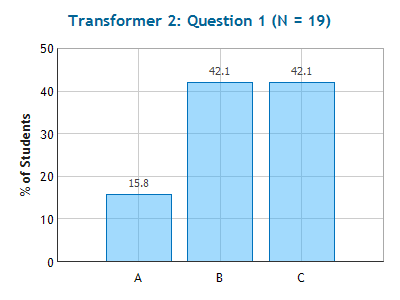 Transformer 2: Question 1 (N = 19)
50
40
30
20
10
0
% of Students
15.8
42.1
42.1
A
B
C